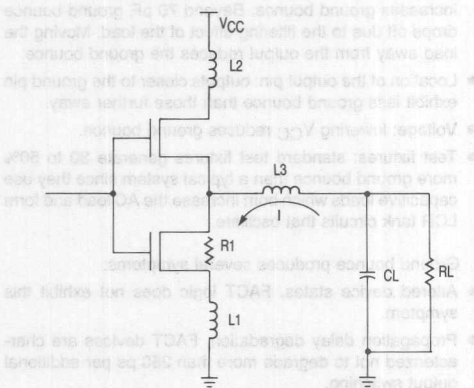 VCC
L2
L3
I
R1
CL
RL
L1
increases ground bounce. Beyond 70 pF, ground bounce
drops off due to the filtering effect of the load. Moving the
load away from the output reduces the ground bounce
Location of the output pin: outputs closer to the ground pin
exhibit less ground bounce than those further away.
Voltage: lowering VCC reduces ground bounce.
Test fixtures: standard test fixtures generate 30 to 50%
more ground bounce than a typical system since they use
capacitive loads which both increase the AC load and form
LCR tank circuits that oscillate.
Ground bounce produces several symptoms:
Altered device states. FACT logic does not exhibit this
symptom.
Propagation delay degradation. FACT devices are char-
acterized not to degrade more than 250 ps per additional
output switching.